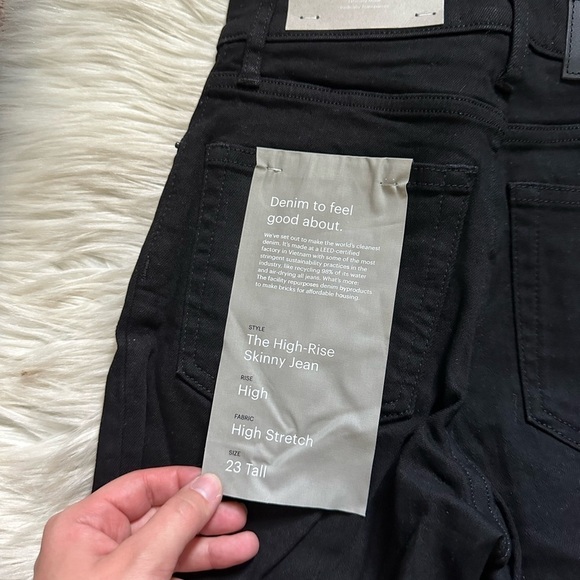 Denim to feel
good about.
We've set out to make the world's cleanest
denim. It's made at a LEED-certified
factory in Vietnam with some of the most
stringent sustainability practices in the
industry, like recycling 98% of its water
and air-drying all jeans. What's more:
The facility repurposes denim byproducts
to make bricks for affordable housing.
STYLE
The High-Rise
Skinny Jean
RISE
High
FABRIC
High Stretch
SIZE
23 Tall